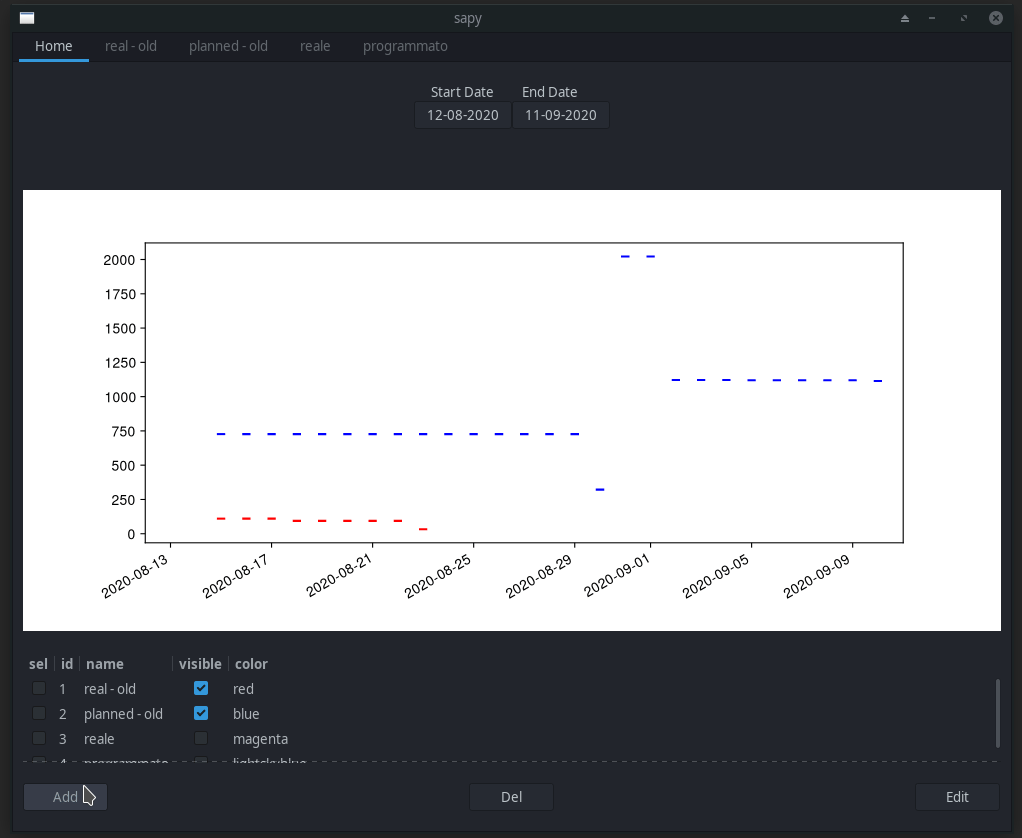 sapy
Home real - old planned - old reale programmato
Start Date End Date
12-08-2020 11-09-2020
2000
1750
1500
1250
1000
750
500
250
0
2020-08-13 2020-08-17 2020-08-21 2020-08-25 2020-08-29 2020-09-01 2020-09-05 2020-09-09
sel id name visible color
1 real - old red
2 planned - old blue
3 reale magenta
4 programmato lightskyblue
Add Del Edit